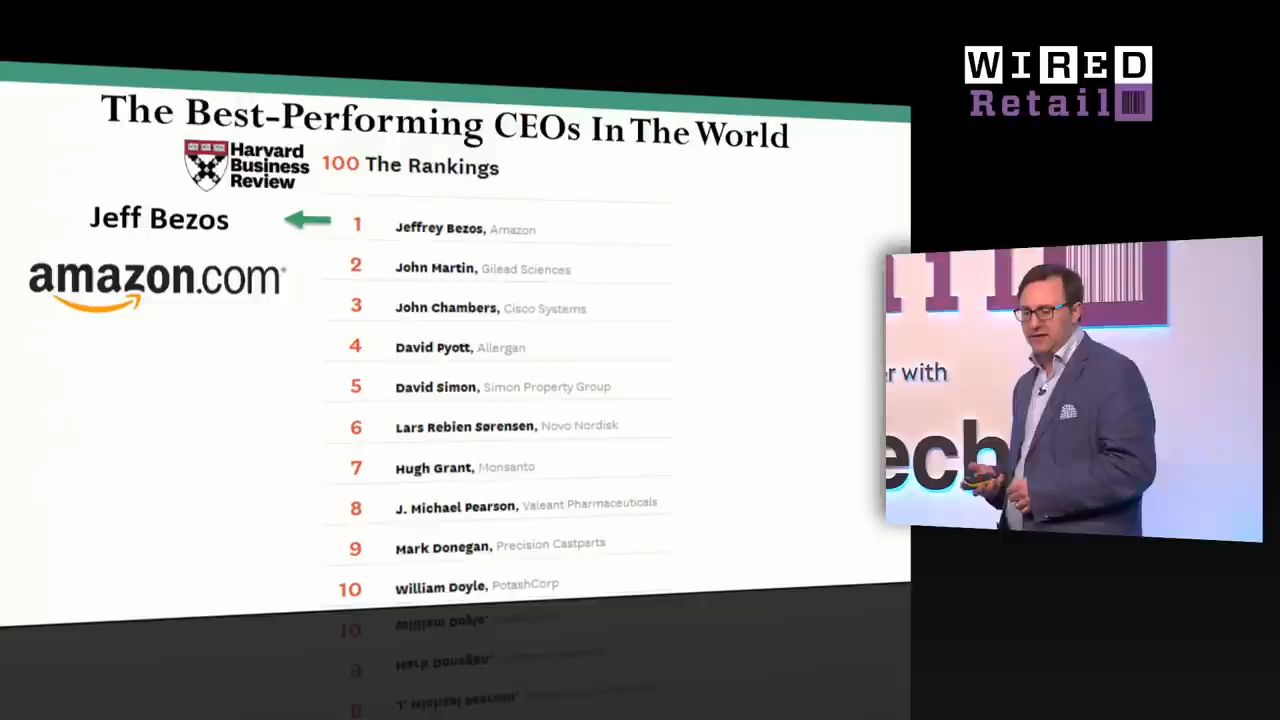 WIRED
Retail
The Best-Performing CEOs In The World
Harvard
Business
Review
100 The Rankings
Jeff Bezos
amazon.com
1 Jeffrey Bezos, Amazon
2 John Martin, Gilead Sciences
3 John Chambers, Cisco Systems
4 David Pyott, Allergan
5 David Simon, Simon Property Group
6 Lars Rebien Sørensen, Novo Nordisk
7 Hugh Grant, Monsanto
8 J. Michael Pearson, Valeant Pharmaceuticals
9 Mark Donegan, Precision Castparts
10 William Doyle, PotashCorp
r with
ech